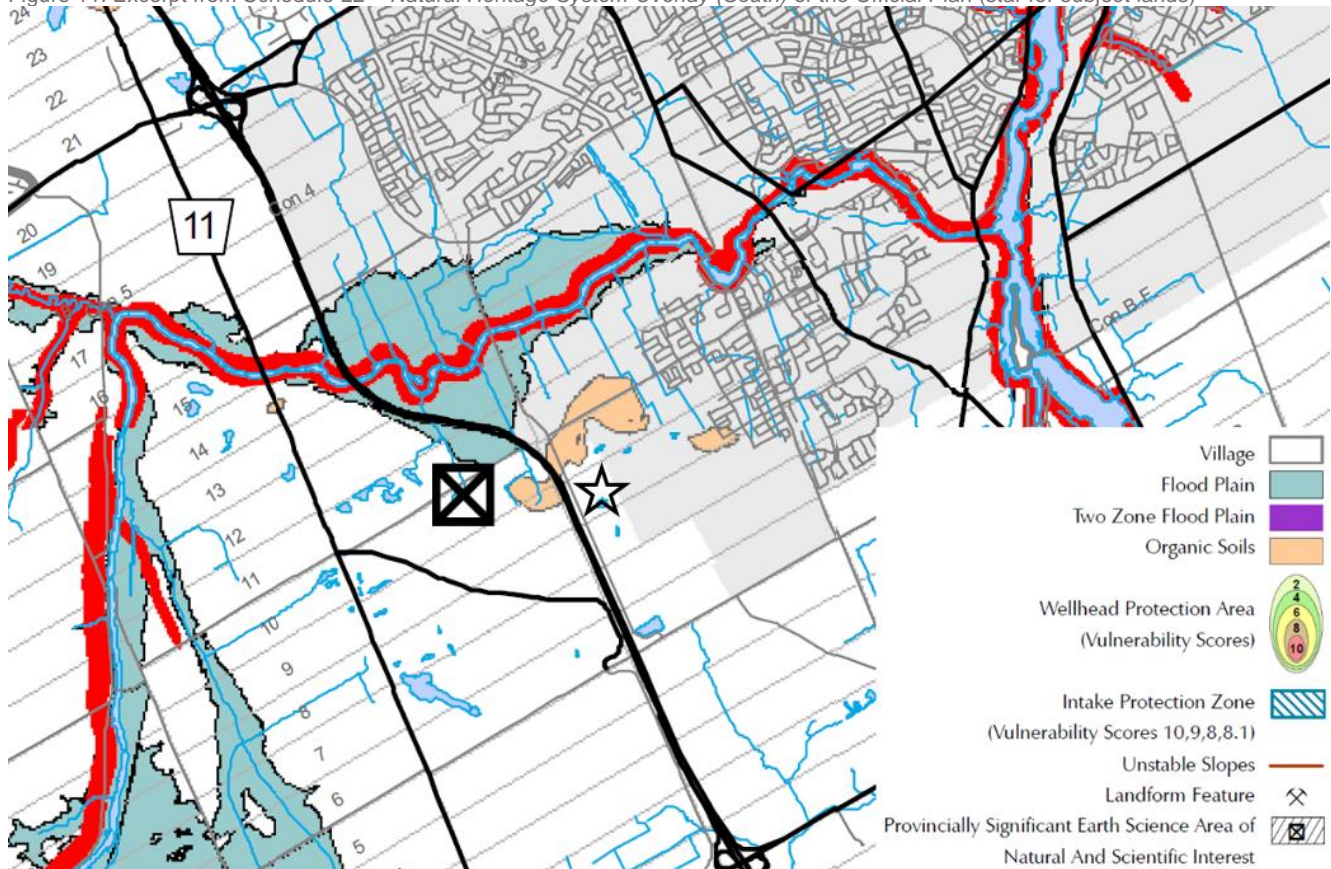 Figure 11: Excerpt from Schedule 22 – Natural Heritage System Overlay (South) of the Official Plan (star for subject lands)
24
23
22
21
20
19
17
16
15
14
13
12
11
10
9
8
7
6
5
Con 4
11
Con B.F.
Village
Flood Plain
Two Zone Flood Plain
Organic Soils
Wellhead Protection Area
(Vulnerability Scores)
2
4
6
8
10
Intake Protection Zone
(Vulnerability Scores 10,9,8,8.1)
Unstable Slopes
Landform Feature
Provincially Significant Earth Science Area of
Natural And Scientific Interest